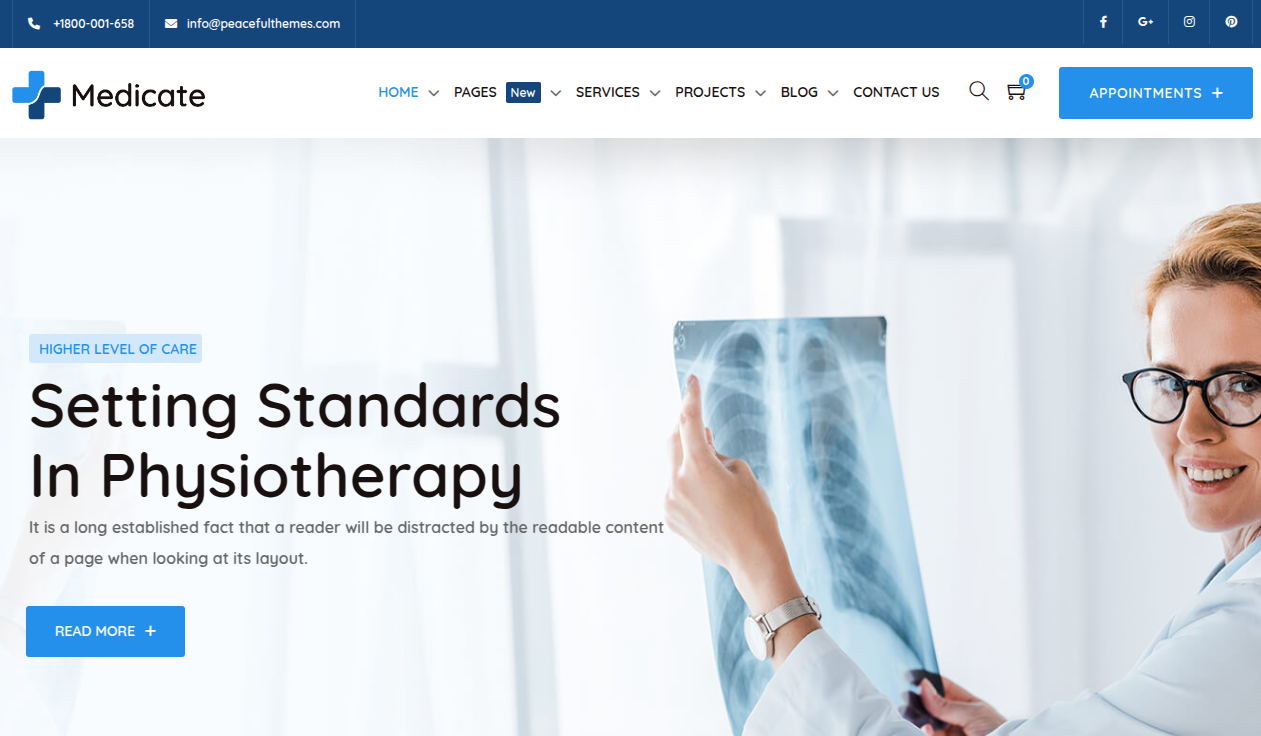 +1800-001-658
info@peacefulthemes.com
G+
Medicate
HOME
PAGES New
SERVICES
PROJECTS
BLOG
CONTACT US
0
APPOINTMENTS +
HIGHER LEVEL OF CARE
Setting Standards
In Physiotherapy
It is a long established fact that a reader will be distracted by the readable content
of a page when looking at its layout.
READ MORE +